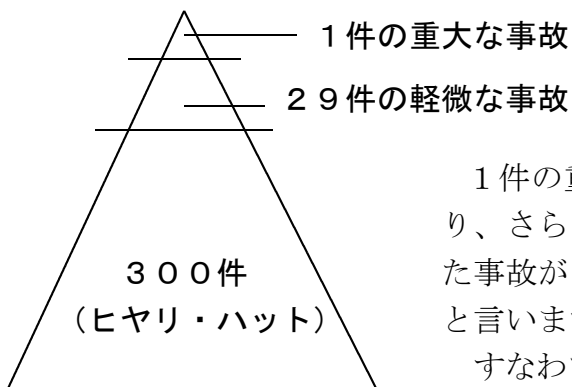 １件の重大な事故
２９件の軽微な事故
３００件
（ヒヤリ・ハット）
１件の
り、さら
た事故が
と言いま
すなわ